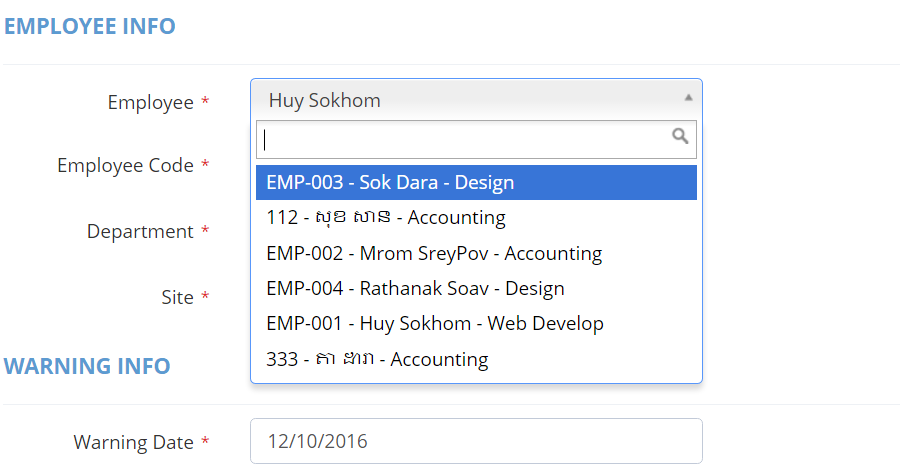 EMPLOYEE INFO
Employee *
Huy Sokhom
Employee Code *
EMP-003 - Sok Dara - Design
112 - សុខ សាន - Accounting
Department *
EMP-002 - Mrom SreyPov - Accounting
EMP-004 - Rathanak Soav - Design
Site *
EMP-001 - Huy Sokhom - Web Develop
333 - តា ដារា - Accounting
WARNING INFO
Warning Date *
12/10/2016